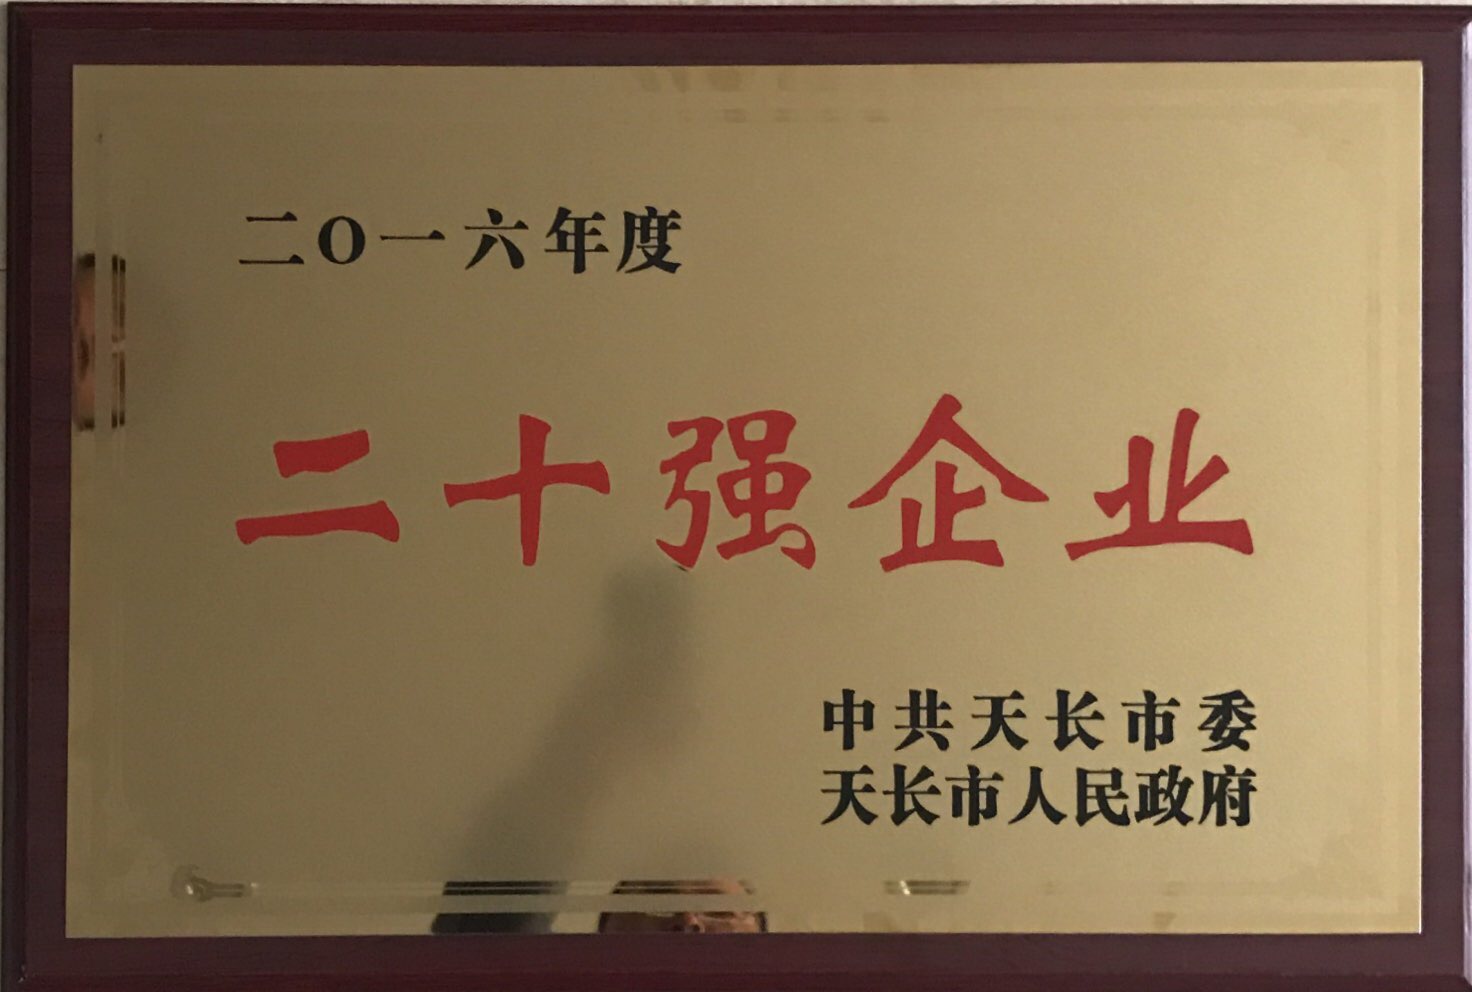 二O一六年度
二十强企业
中共天长市委
天长市人民政府